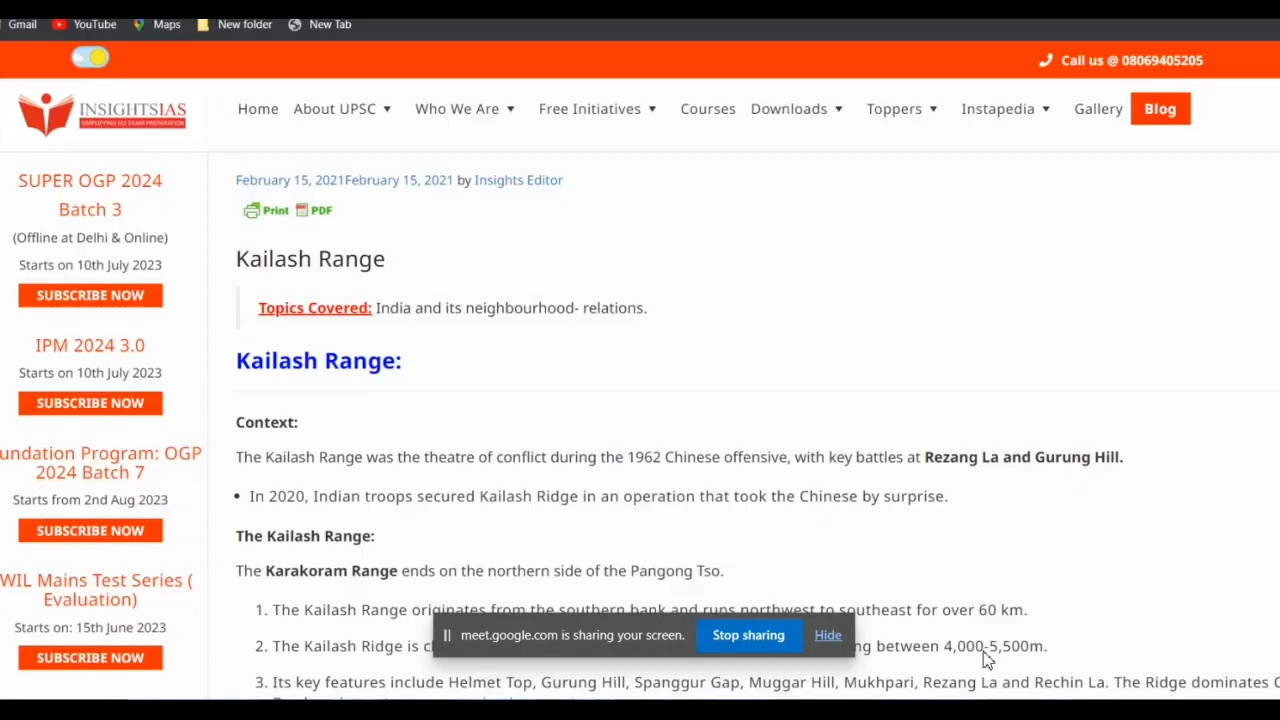 Gmail YouTube Maps New folder New Tab
Call us @ 08069405205
INSIGHTSIAS
SIMPLIFYING IAS EXAM PREPARATION
Home About UPSC Who We Are Free Initiatives Courses Downloads Toppers Instapedia Gallery Blog
SUPER OGP 2024
Batch 3
(Offline at Delhi & Online)
Starts on 10th July 2023
SUBSCRIBE NOW
IPM 2024 3.0
Starts on 10th July 2023
SUBSCRIBE NOW
undation Program: OGP
2024 Batch 7
Starts from 2nd Aug 2023
SUBSCRIBE NOW
WIL Mains Test Series (
Evaluation)
Starts on: 15th June 2023
SUBSCRIBE NOW
February 15, 2021February 15, 2021 by Insights Editor
Print PDF
Kailash Range
Topics Covered: India and its neighbourhood- relations.
Kailash Range:
Context:
The Kailash Range was the theatre of conflict during the 1962 Chinese offensive, with key battles at Rezang La and Gurung Hill.
• In 2020, Indian troops secured Kailash Ridge in an operation that took the Chinese by surprise.
The Kailash Range:
The Karakoram Range ends on the northern side of the Pangong Tso.
1. The Kailash Range originates from the southern bank and runs northwest to southeast for over 60 km.
2. The Kailash Ridge is between 4,000-5,500m.
3. Its key features include Helmet Top, Gurung Hill, Spanggur Gap, Muggar Hill, Mukhpari, Rezang La and Rechin La. The Ridge dominates
meet.google.com is sharing your screen. Stop sharing Hide